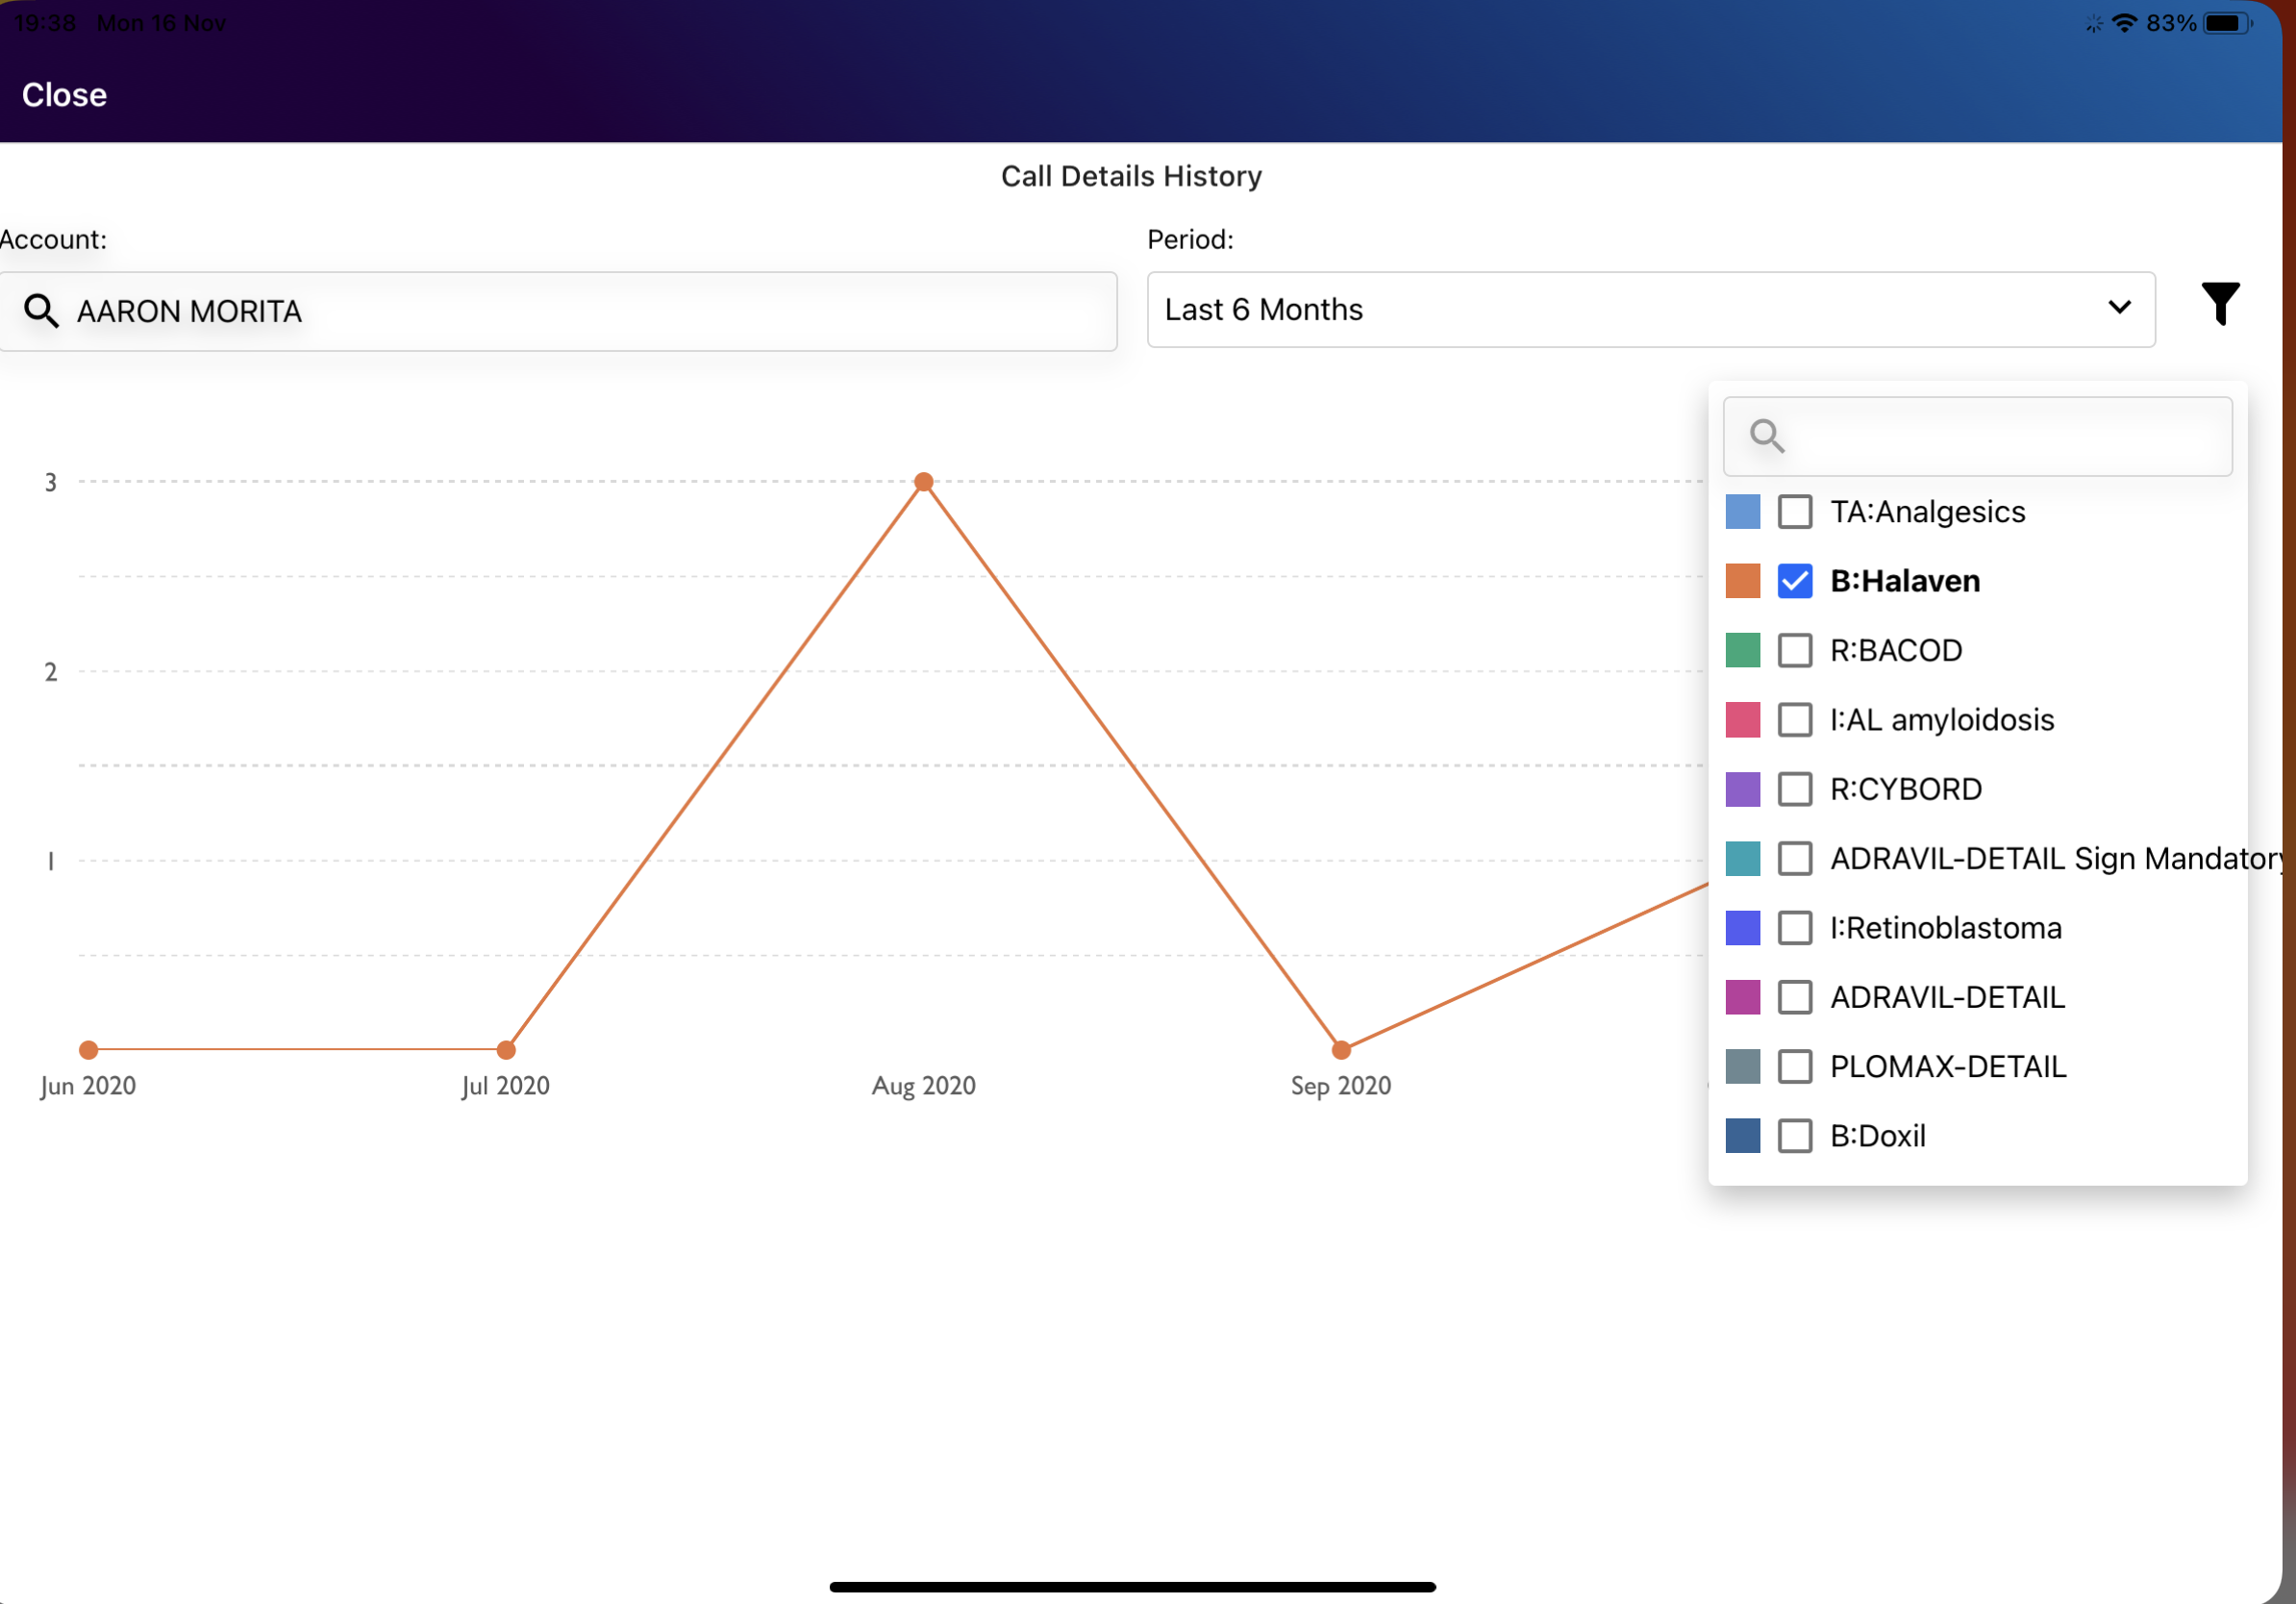 19:38 Mon 16 Nov 83%
Close
Call Details History
Account: Period:
AARON MORITA Last 6 Months
3
2
1
Jun 2020 Jul 2020 Aug 2020 Sep 2020
TA:Analgesics
B:Halaven
R:BACOD
I:AL amyloidosis
R:CYBORD
ADRAVIL-DETAIL Sign Mandatory
I:Retinoblastoma
ADRAVIL-DETAIL
PLOMAX-DETAIL
B:Doxil